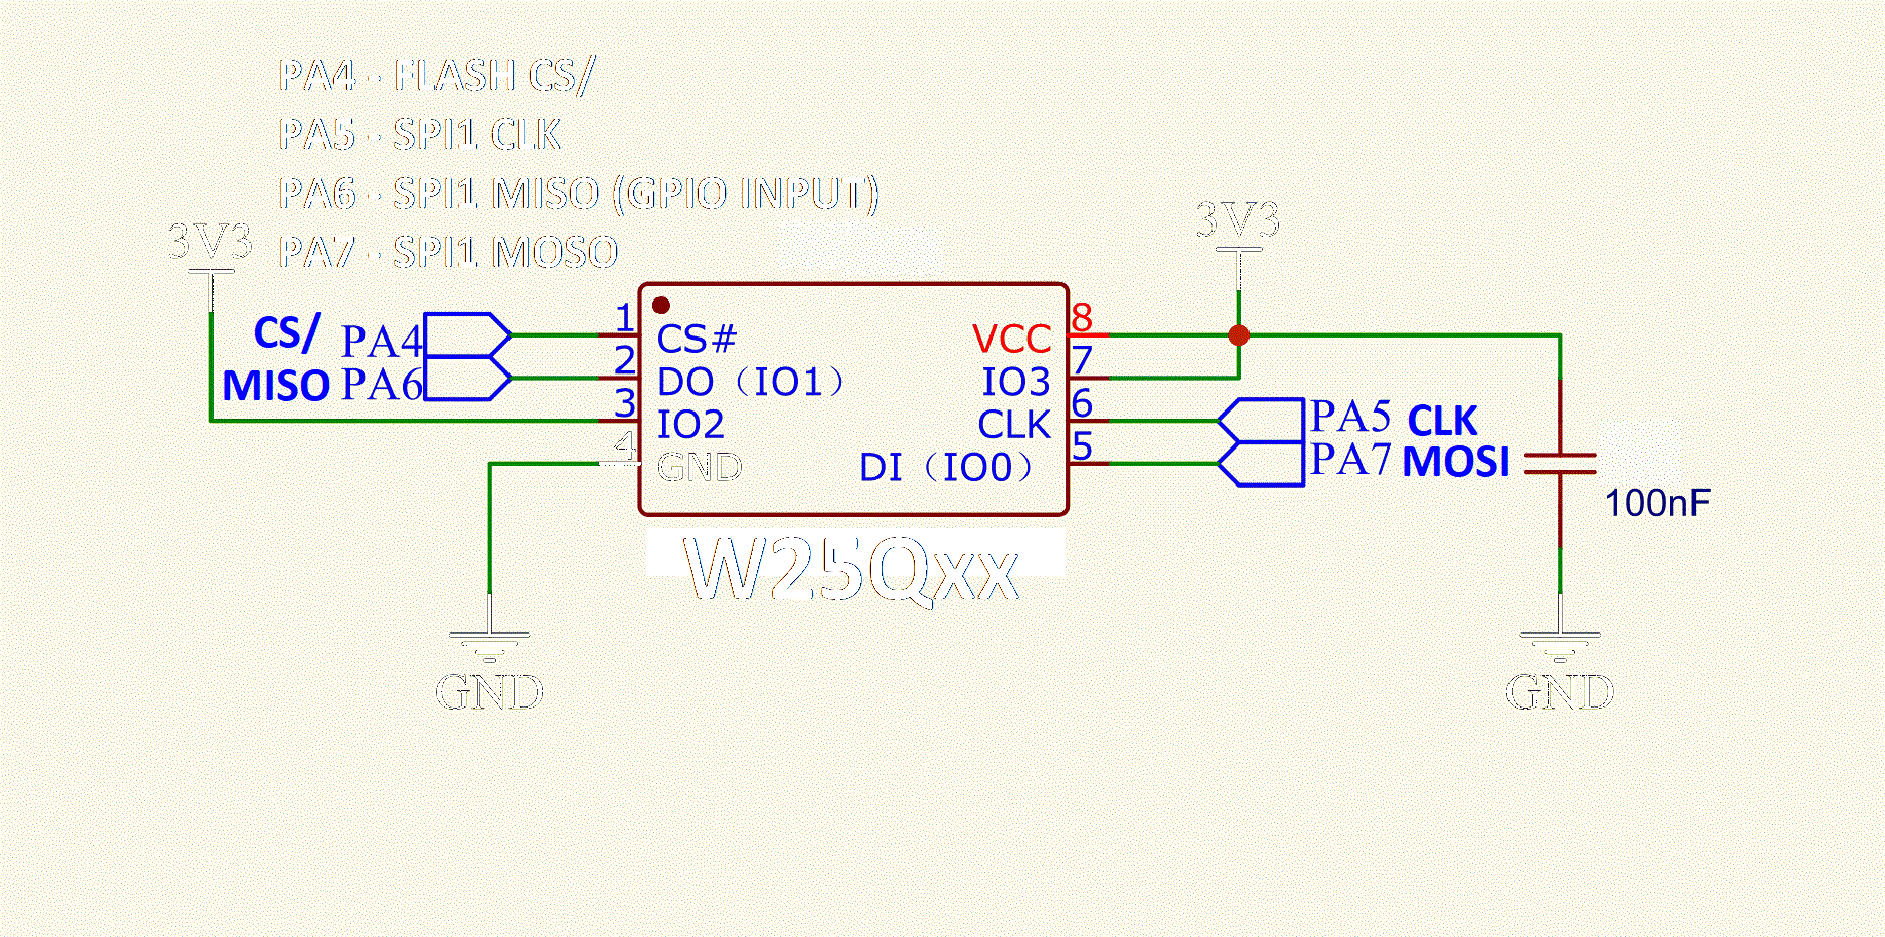 PA4 - FLASH CS/
PA5 - SPI1 CLK
PA6 - SPI1 MISO (GPIO INPUT)
PA7 - SPI1 MOSO
3V3
3V3
CS/ PA4
MISO PA6
1 CS#
2 DO (IO1)
3 IO2
4 GND
VCC 8
IO3 7
CLK 6
DI (IO0) 5
PA5 CLK
PA7 MOSI
100nF
W25Qxx
GND
GND